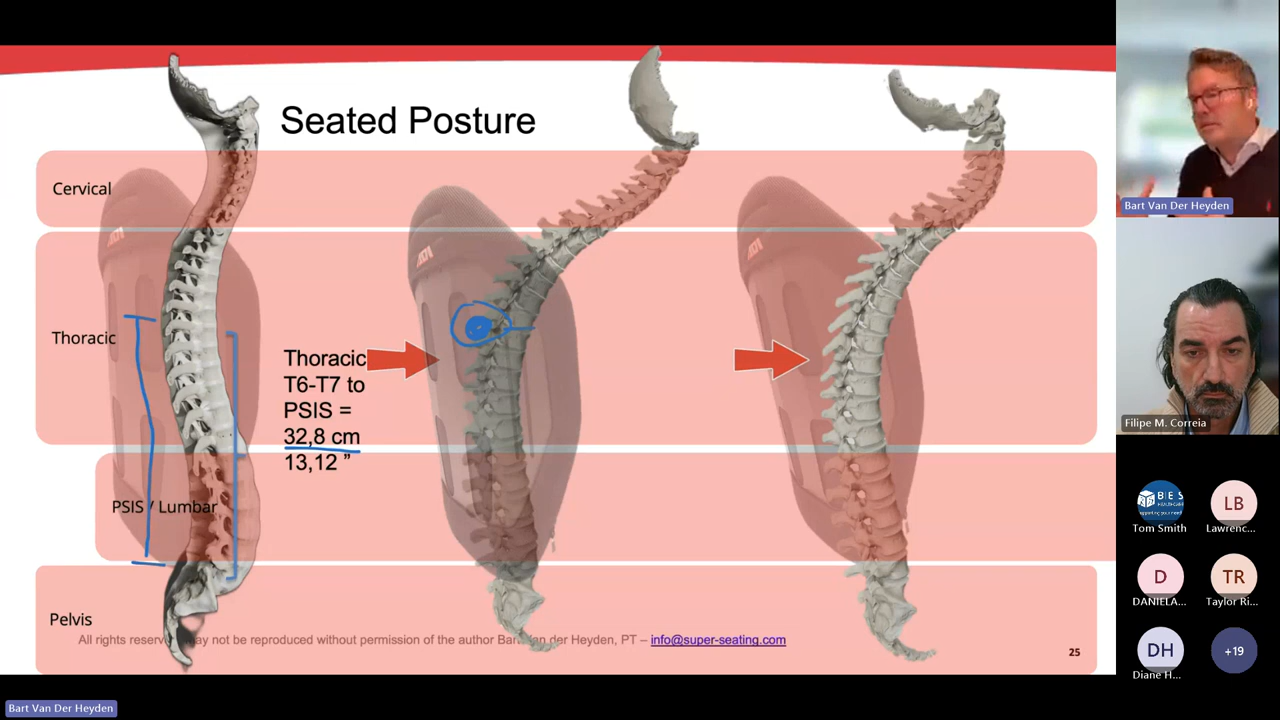 Seated Posture
Cervical
Thoracic
Thoracic
T6-T7 to
PSIS =
32,8 cm
13,12 ”
PSIS / Lumbar
Pelvis
All rights reser ay not be reproduced without permission of the author Bar an der Heyden, PT – info@super-seating.com
25
Bart Van Der Heyden
Filipe M. Correia
BES
Tom Smith
LB
Lawrenc...
D
DANIELA...
TR
Taylor Ri...
DH
Diane H...
+19
Bart Van Der Heyden